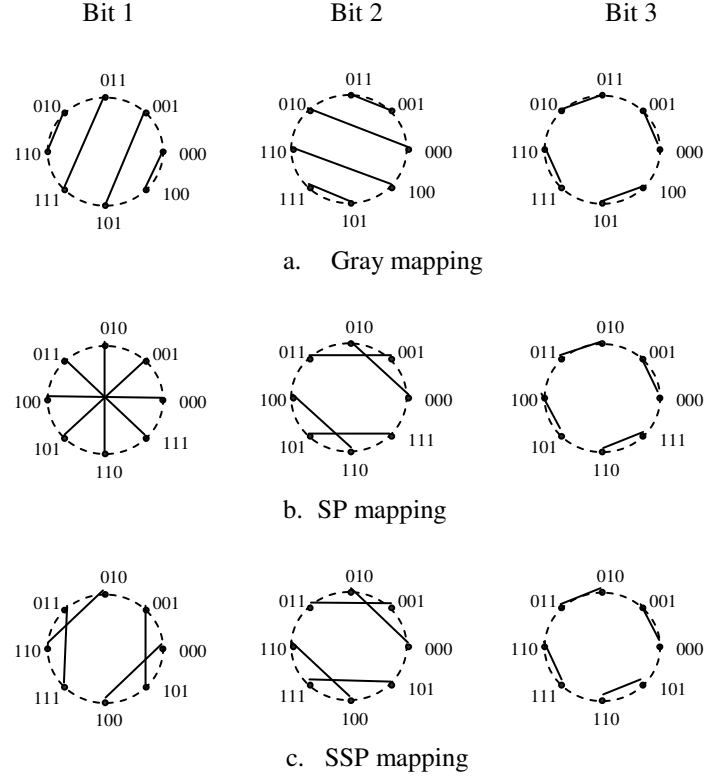 Bit 1 Bit 2 Bit 3
011 011 011
010 001 010 001 010 001
110 000 110 000 110 000
111 100 111 100 111 100
101 101 101
a. Gray mapping
010 010 010
011 001 011 001 011 001
100 000 100 000 100 000
101 111 101 111 101 111
110 110 110
b. SP mapping
010 010 010
011 001 011 001 011 001
110 000 110 000 110 000
111 101 111 101 111 101
100 100 110
c. SSP mapping